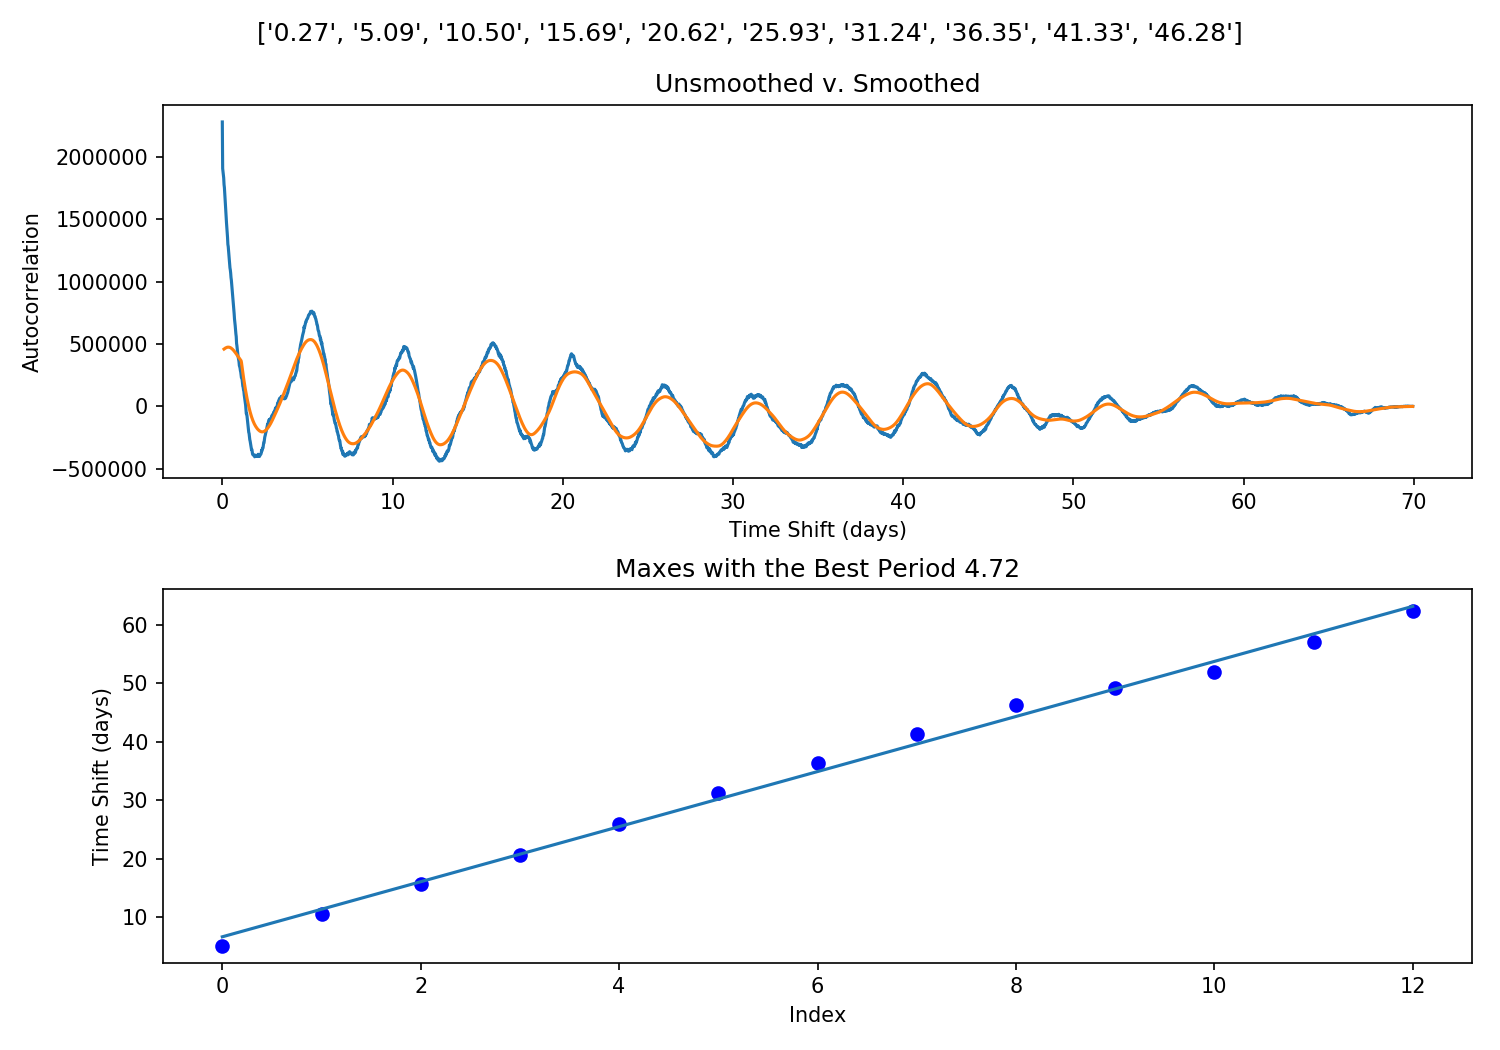 ['0.27', '5.09', '10.50', '15.69', '20.62', '25.93', '31.24', '36.35', '41.33', '46.28']
Unsmoothed v. Smoothed
Autocorrelation
2000000
1500000
1000000
500000
0
−500000
0 10 20 30 40 50 60 70
Time Shift (days)
Maxes with the Best Period 4.72
Time Shift (days)
60
50
40
30
20
10
0 2 4 6 8 10 12
Index